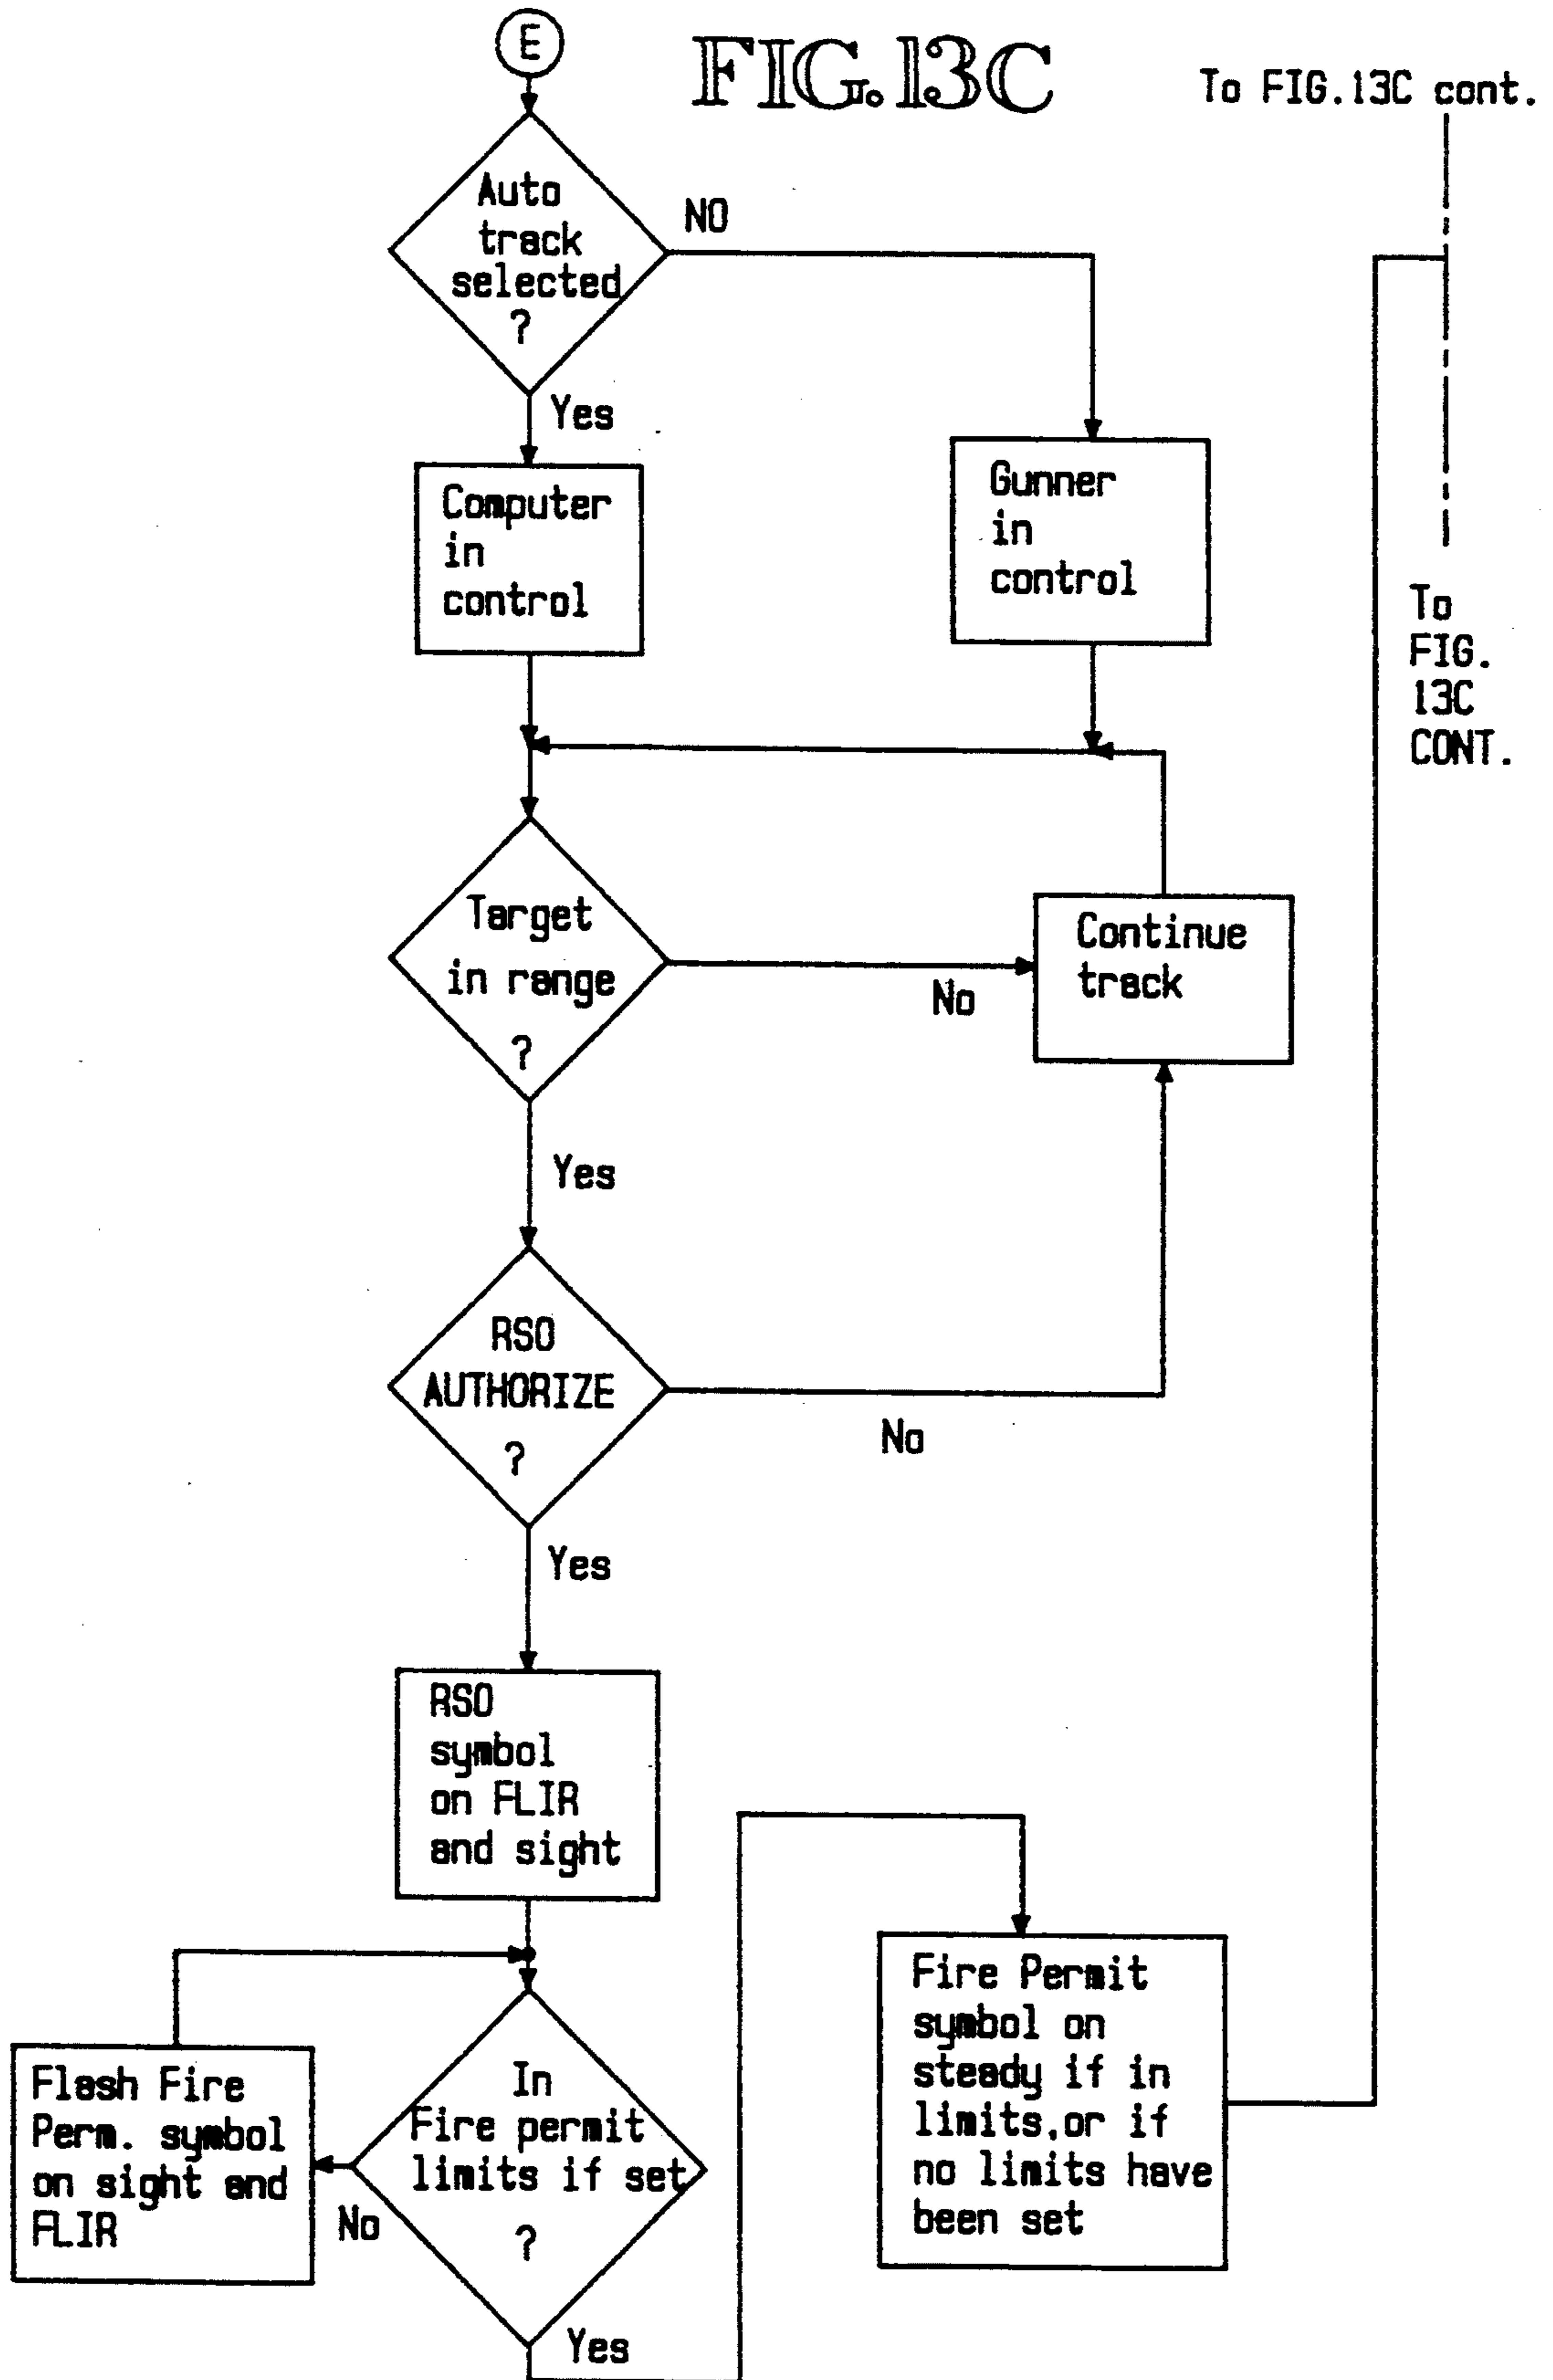 E
FIG. 13C
To FIG.13C cont.
Auto
track
selected
?
NO
Yes
Computer
in
control
Gunner
in
control
To
FIG.
13C
CONT.
Target
in range
?
No
Continue
track
Yes
RSO
AUTHORIZE
?
No
Yes
RSO
symbol
on FLIR
and sight
Fire Permit
symbol on
steady if in
limits,or if
no limits have
been set
Flash Fire
Perm. symbol
on sight and
FLIR
No
In
Fire permit
limits if set
?
Yes